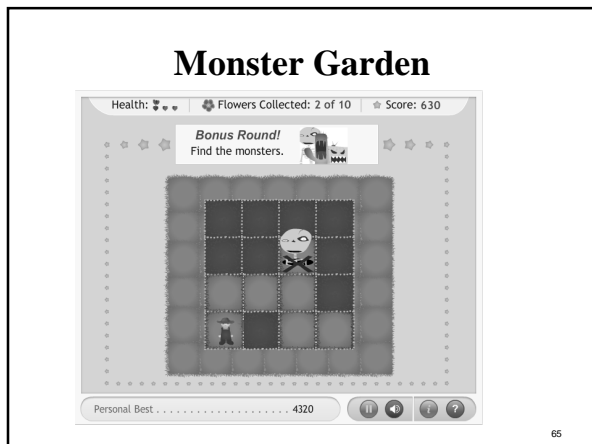 Monster Garden
Health: Flowers Collected: 2 of 10 Score: 630
Bonus Round!
Find the monsters.
Personal Best . . . . . . . . . . . . . . . . . . . . . . 4320
i ?
65